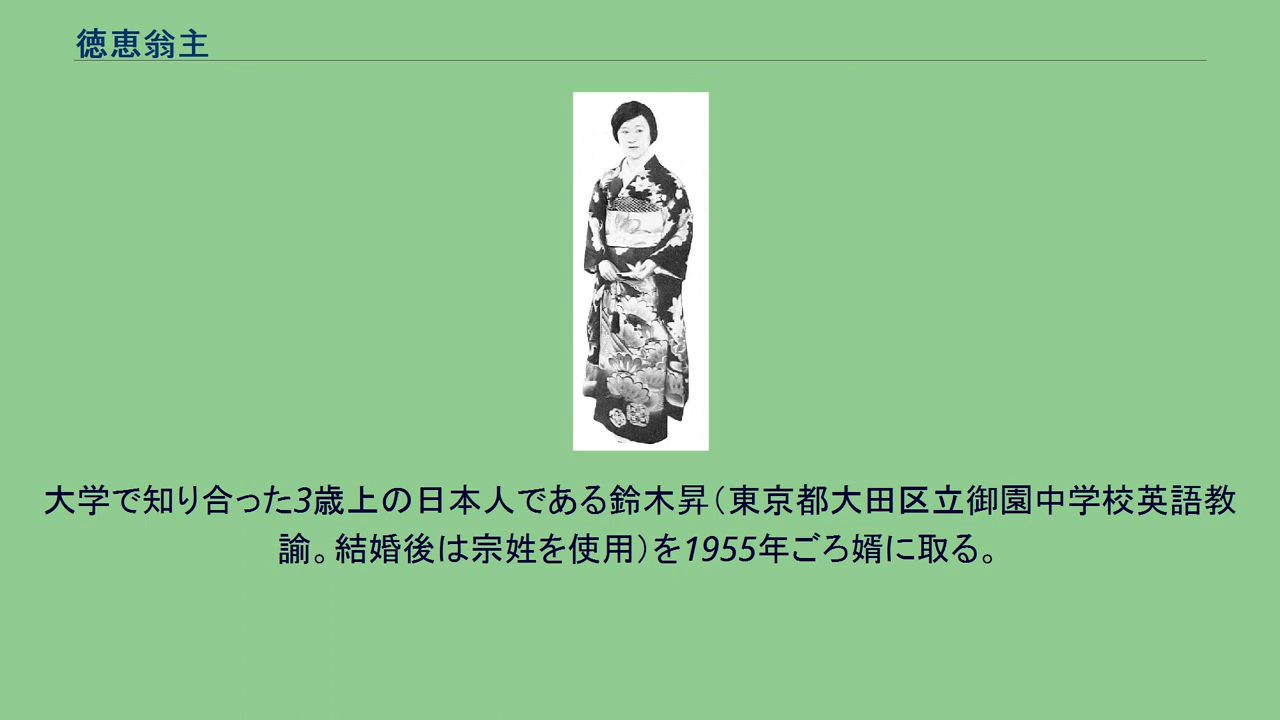 徳恵翁主
大学で知り合った3歳上の日本人である鈴木昇（東京都大田区立御園中学校英語教
諭。結婚後は宗姓を使用）を1955年ごろ婿に取る。